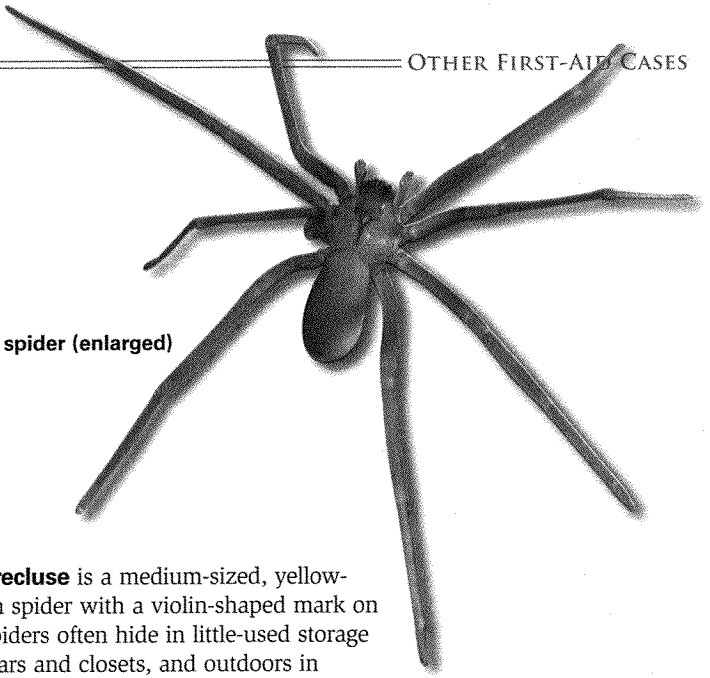 OTHER FIRST-AID CASES
spider (enlarged)
recluse is a medium-sized, yellow-
spider with a violin-shaped mark on
piders often hide in little-used storage
ars and closets, and outdoors in